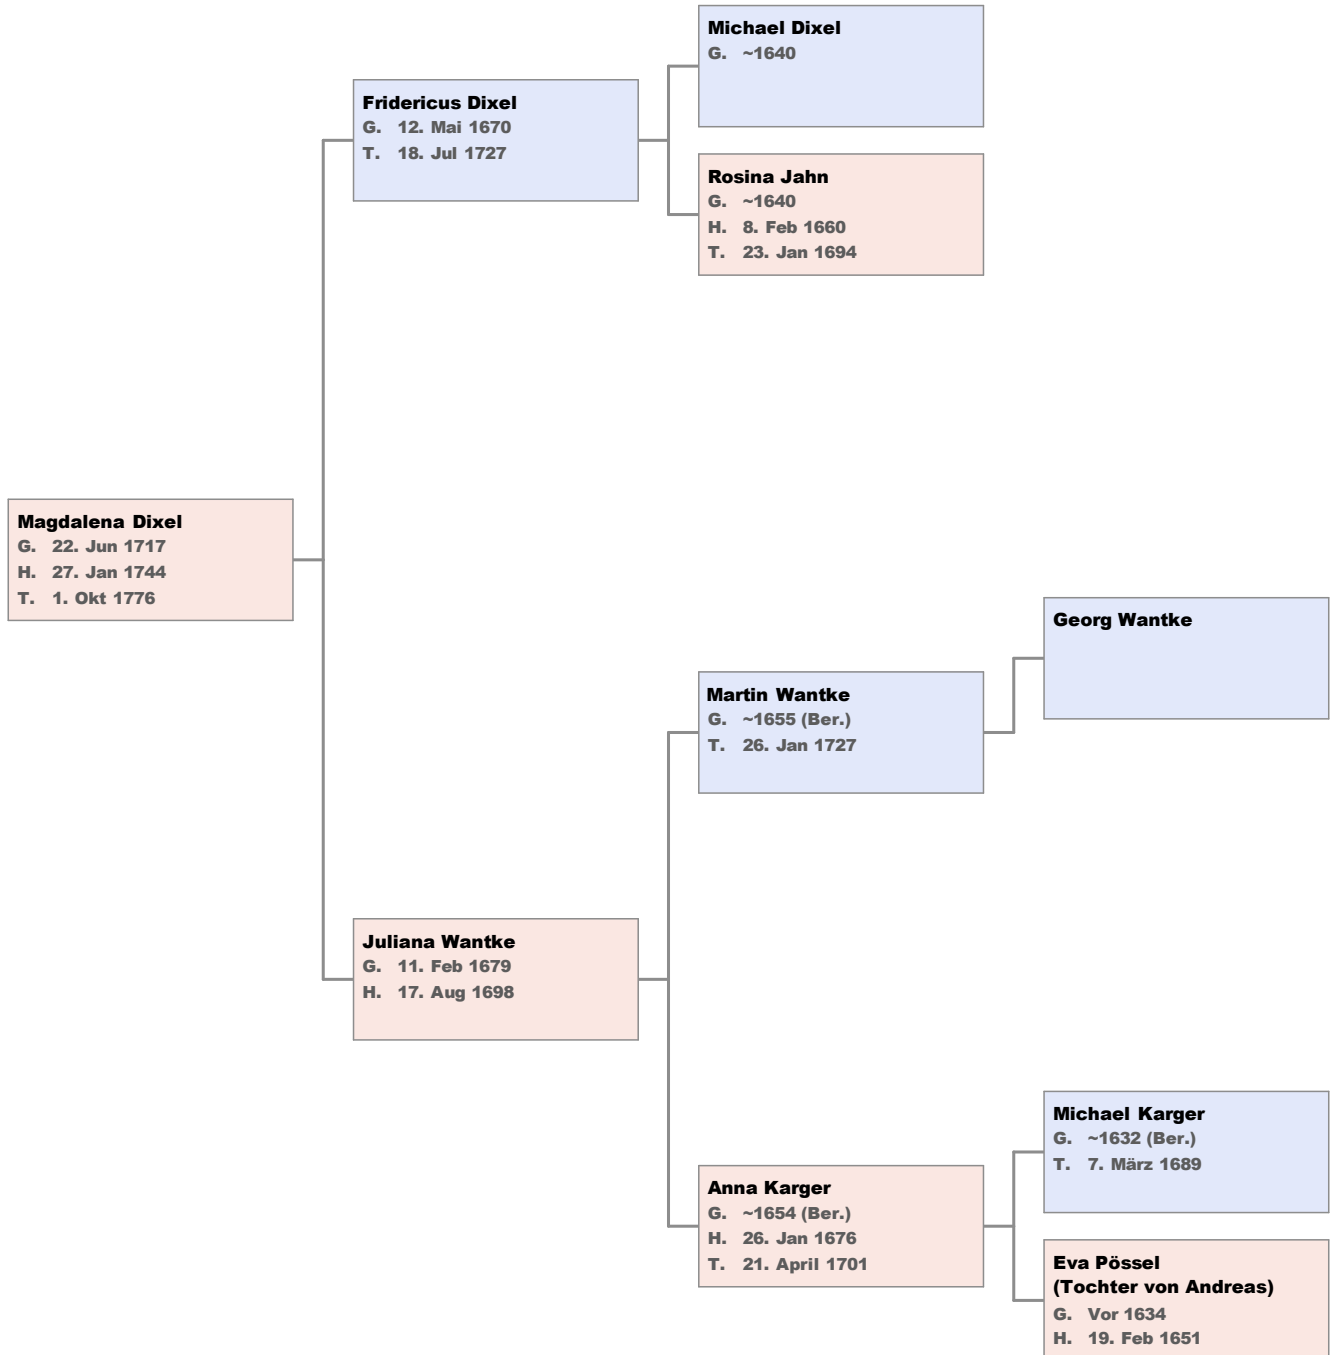 Michael Dixel
G. ~1640
Fridericus Dixel
G. 12. Mai 1670
T. 18. Jul 1727
Rosina Jahn
G. ~1640
H. 8. Feb 1660
T. 23. Jan 1694
Magdalena Dixel
G. 22. Jun 1717
H. 27. Jan 1744
T. 1. Okt 1776
Georg Wantke
Martin Wantke
G. ~1655 (Ber.)
T. 26. Jan 1727
Juliana Wantke
G. 11. Feb 1679
H. 17. Aug 1698
Michael Karger
G. ~1632 (Ber.)
T. 7. März 1689
Anna Karger
G. ~1654 (Ber.)
H. 26. Jan 1676
T. 21. April 1701
Eva Pössel
(Tochter von Andreas)
G. Vor 1634
H. 19. Feb 1651